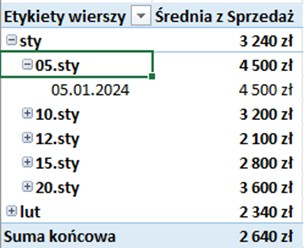 Etykiety wierszy Średnia z Sprzedaż
sty 3 240 zł
05.sty 4 500 zł
05.01.2024 4 500 zł
10.sty 3 200 zł
12.sty 2 100 zł
15.sty 2 800 zł
20.sty 3 600 zł
lut 2 340 zł
Suma końcowa 2 640 zł